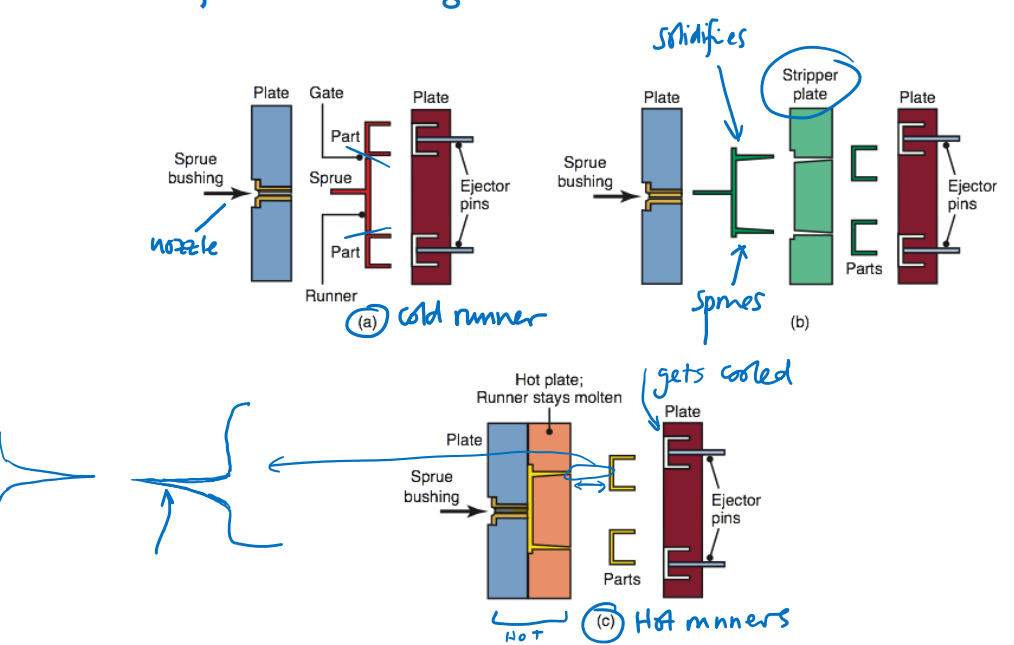 solidifies
Plate Gate Plate
Part
Sprue
bushing
Sprue
nozzle
Ejector
pins
Part
Runner
(a) cold runner
Plate
Stripper
plate
Plate
Sprue
bushing
Ejector
pins
Parts
sprues
(b)
gets cooled
Hot plate;
Runner stays molten
Plate
Plate
Sprue
bushing
Ejector
pins
Parts
HOT
(c) Hot runners